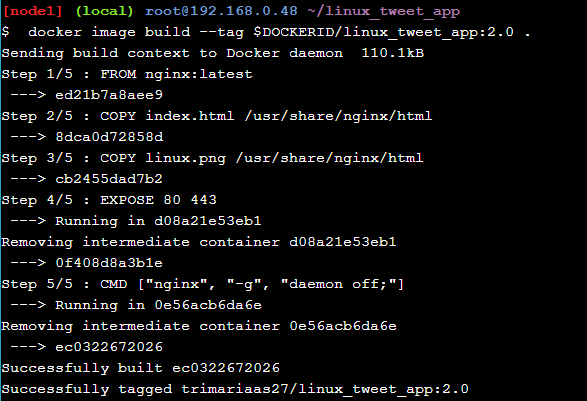 [node1] (local) root@192.168.0.48 ~/linux_tweet_app
$  docker image build --tag $DOCKERID/linux_tweet_app:2.0 .
Sending build context to Docker daemon  110.1kB
Step 1/5 : FROM nginx:latest
 ---> ed21b7a8aee9
Step 2/5 : COPY index.html /usr/share/nginx/html
 ---> 8dca0d72858d
Step 3/5 : COPY linux.png /usr/share/nginx/html
 ---> cb2455dad7b2
Step 4/5 : EXPOSE 80 443
 ---> Running in d08a21e53eb1
Removing intermediate container d08a21e53eb1
 ---> 0f408d8a3b1e
Step 5/5 : CMD ["nginx", "-g", "daemon off;"]
 ---> Running in 0e56acb6da6e
Removing intermediate container 0e56acb6da6e
 ---> ec0322672026
Successfully built ec0322672026
Successfully tagged trimariaas27/linux_tweet_app:2.0